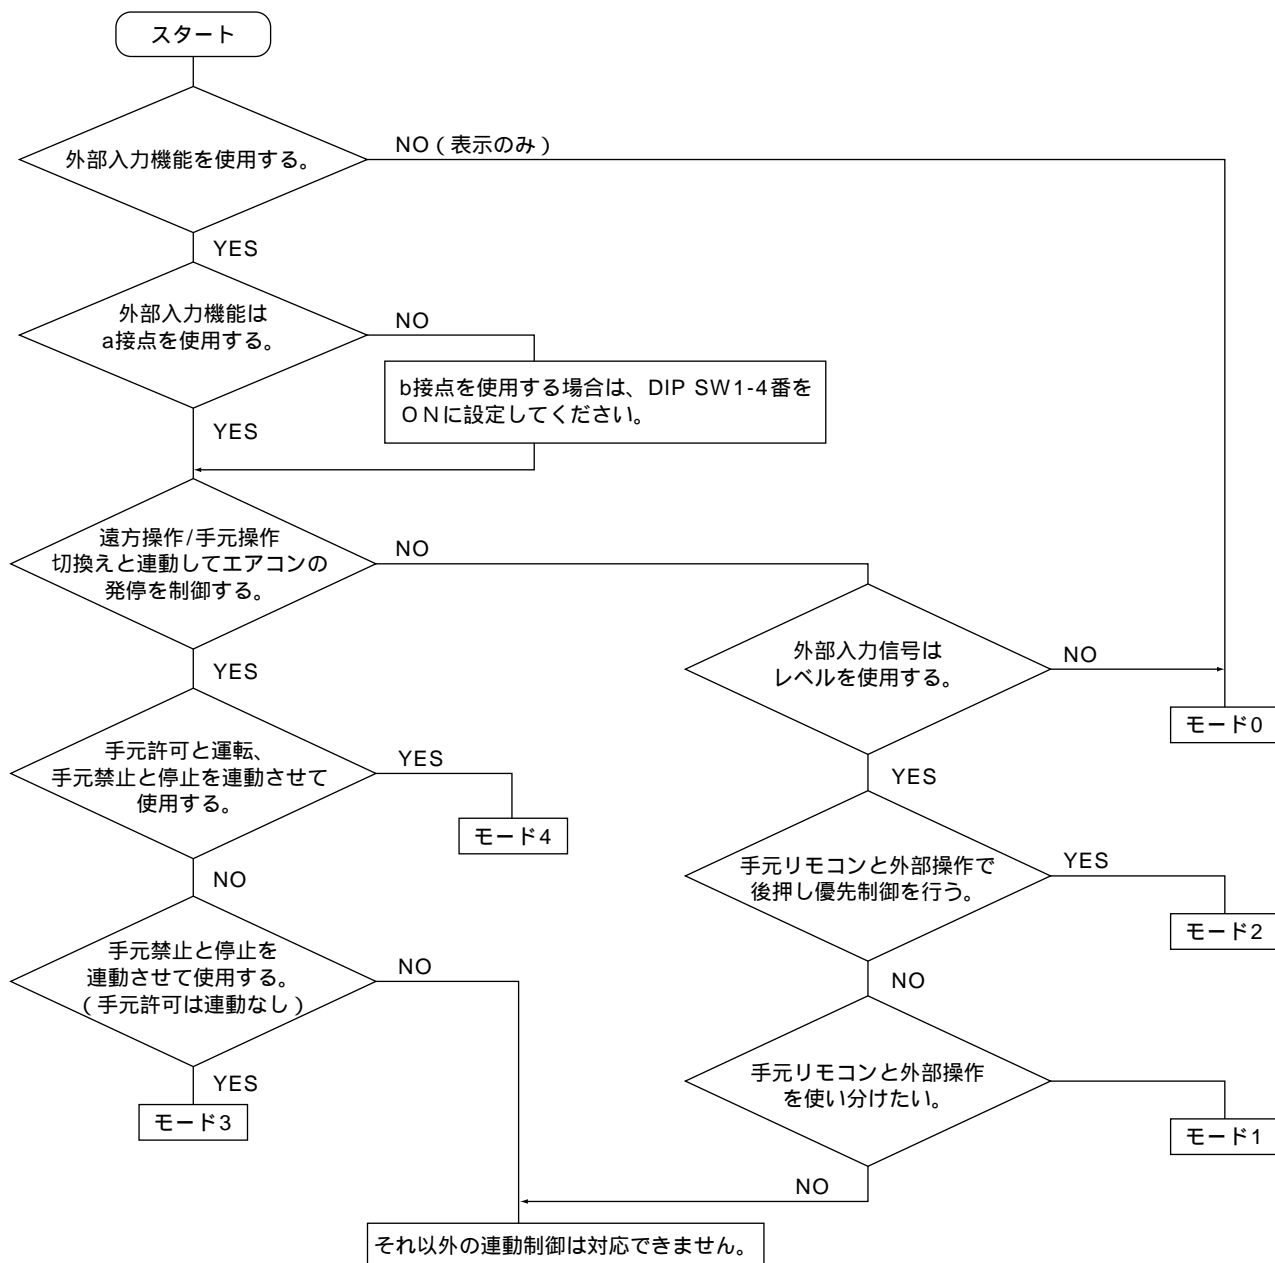 スタート
外部入力機能を使用する。
NO(表示のみ)
YES
外部入力機能は
a接点を使用する。
NO
b接点を使用する場合は、DIP SW1-4番を
ONに設定してください。
YES
遠方操作/手元操作
切換えと連動してエアコンの
発停を制御する。
NO
YES
外部入力信号は
レベルを使用する。
NO
モード0
YES
手元許可と運転、
手元禁止と停止を連動させて
使用する。
YES
モード4
NO
手元リモコンと外部操作で
後押し優先制御を行う。
YES
モード2
NO
手元禁止と停止を
連動させて使用する。
(手元許可は連動なし)
NO
YES
モード3
手元リモコンと外部操作
を使い分けたい。
モード1
NO
それ以外の連動制御は対応できません。